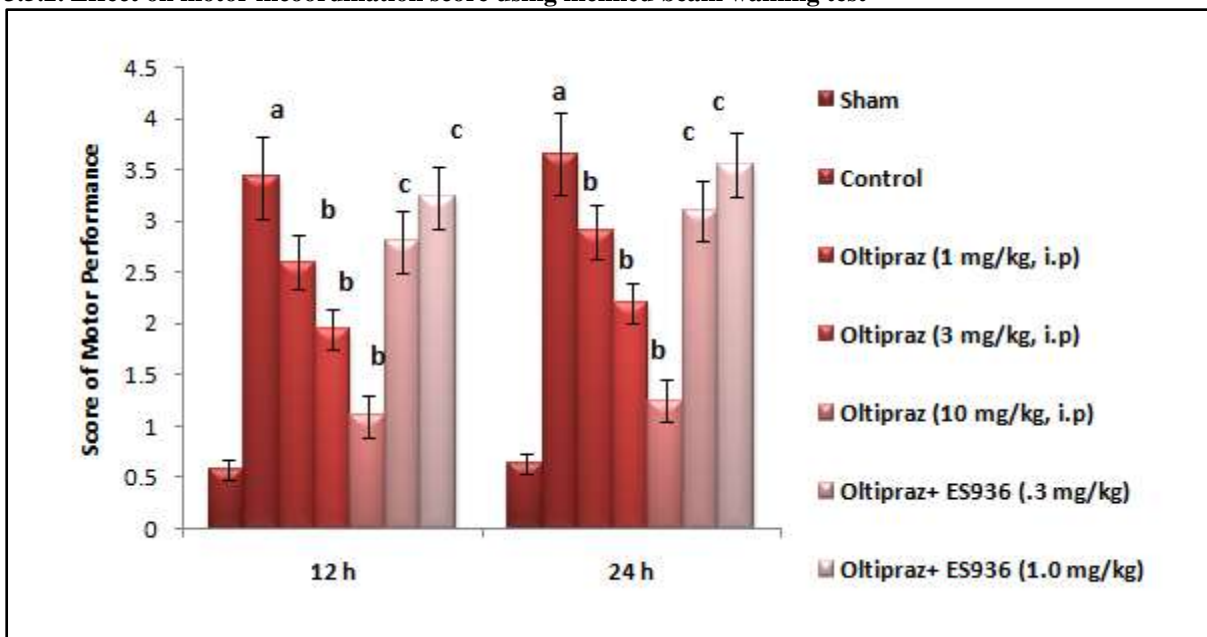 4.5
4
3.5
3
2.5
2
1.5
1
0.5
0
Score of Motor Performance
a
b
b
b
c
c
a
b
b
b
c
c
12 h
24 h
Sham
Control
Oltipraz (1 mg/kg, i.p)
Oltipraz (3 mg/kg, i.p)
Oltipraz (10 mg/kg, i.p)
Oltipraz+ ES936 (.3 mg/kg)
Oltipraz+ ES936 (1.0 mg/kg)